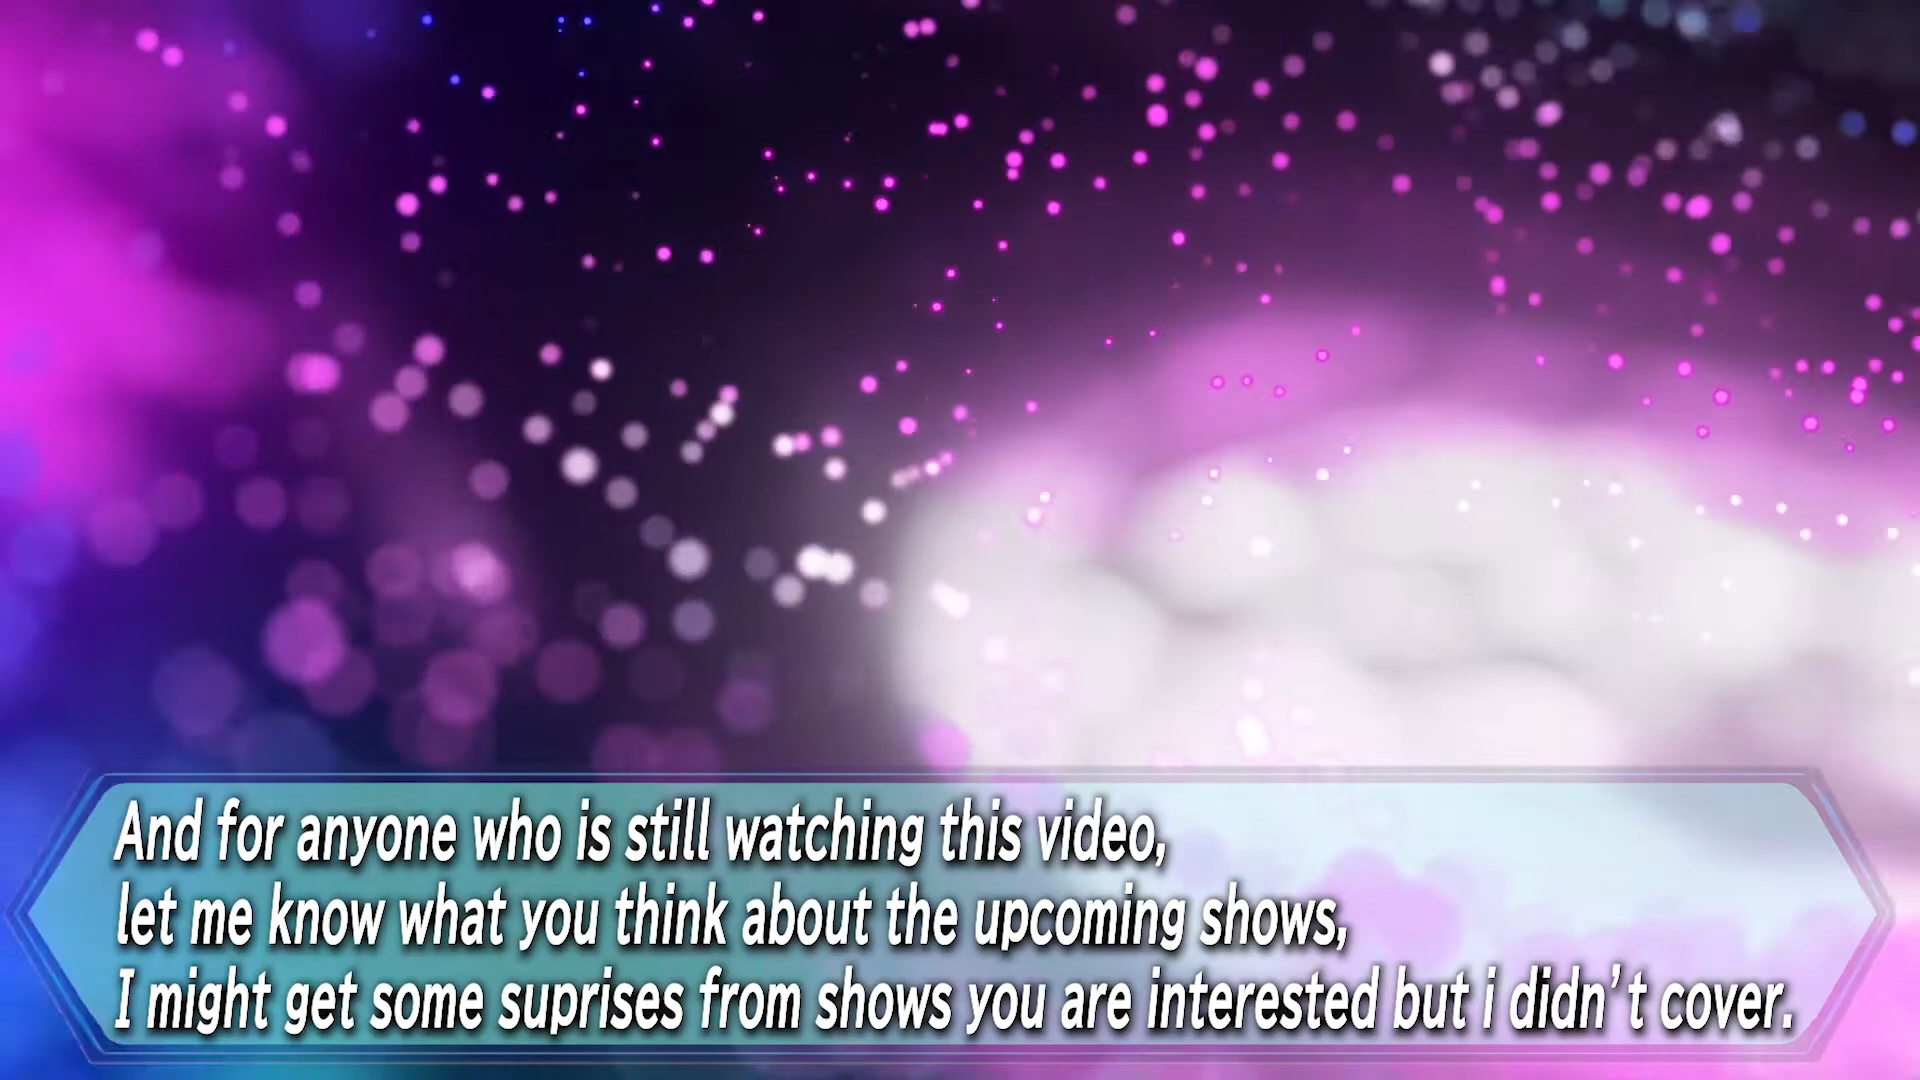 And for anyone who is still watching this video,
let me know what you think about the upcoming shows,
I might get some suprises from shows you are interested but i didn't cover.